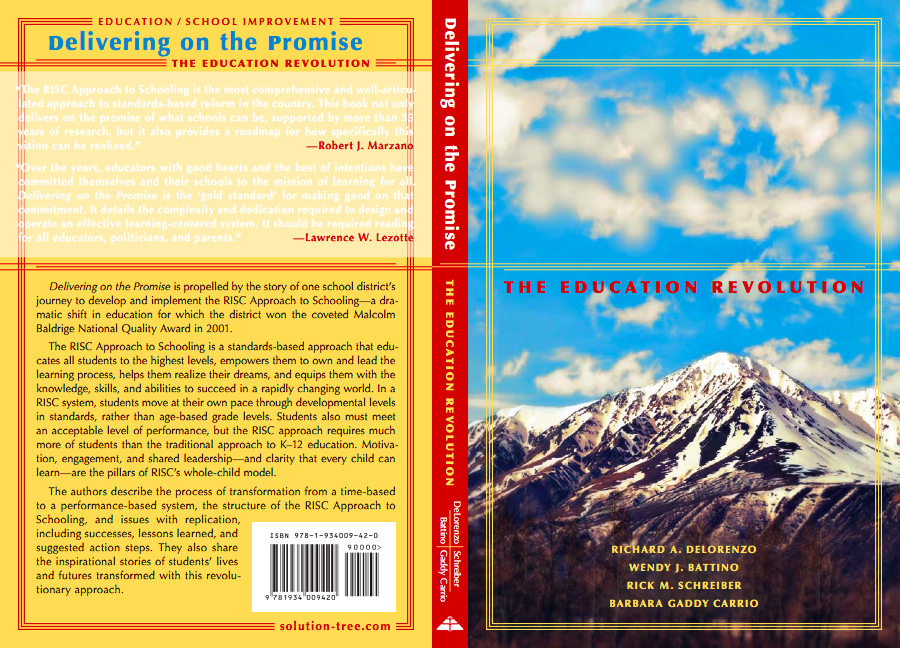 EDUCATION / SCHOOL IMPROVEMENT
Delivering on the Promise
THE EDUCATION REVOLUTION
"The RISC Approach to Schooling is the most comprehensive and well-articu-
lated approach to standards-based reform in the country. This book not only
delivers on the promise of what schools can be, supported by more than 35
years of research, but it also provides a roadmap for how specifically this
vision can be realized."
—Robert J. Marzano
"Over the years, educators with good hearts and the best of intentions have
committed themselves and their schools to the mission of learning for all.
Delivering on the Promise is the 'gold standard' for making good on that
commitment. It details the complexity and dedication required to design and
operate an effective learning-centered system. It should be required reading
for all educators, politicians, and parents."
—Lawrence W. Lezotte
Delivering on the Promise is propelled by the story of one school district's
journey to develop and implement the RISC Approach to Schooling—a dra-
matic shift in education for which the district won the coveted Malcolm
Baldrige National Quality Award in 2001.
The RISC Approach to Schooling is a standards-based approach that edu-
cates all students to the highest levels, empowers them to own and lead the
learning process, helps them realize their dreams, and equips them with the
knowledge, skills, and abilities to succeed in a rapidly changing world. In a
RISC system, students move at their own pace through developmental levels
in standards, rather than age-based grade levels. Students also must meet
an acceptable level of performance, but the RISC approach requires much
more of students than the traditional approach to K–12 education. Motiva-
tion, engagement, and shared leadership—and clarity that every child can
learn—are the pillars of RISC's whole-child model.
The authors describe the process of transformation from a time-based
to a performance-based system, the structure of the RISC Approach to
Schooling, and issues with replication,
including successes, lessons learned, and
suggested action steps. They also share
the inspirational stories of students' lives
and futures transformed with this revolu-
tionary approach.
ISBN 978-1-934009-42-0
90000>
9 781934 009420
solution-tree.com
Delivering on the Promise
THE EDUCATION REVOLUTION
DeLorenzo | Schreiber
Battino | Gaddy Carrio
THE EDUCATION REVOLUTION
RICHARD A. DELORENZO
WENDY J. BATTINO
RICK M. SCHREIBER
BARBARA GADDY CARRIO